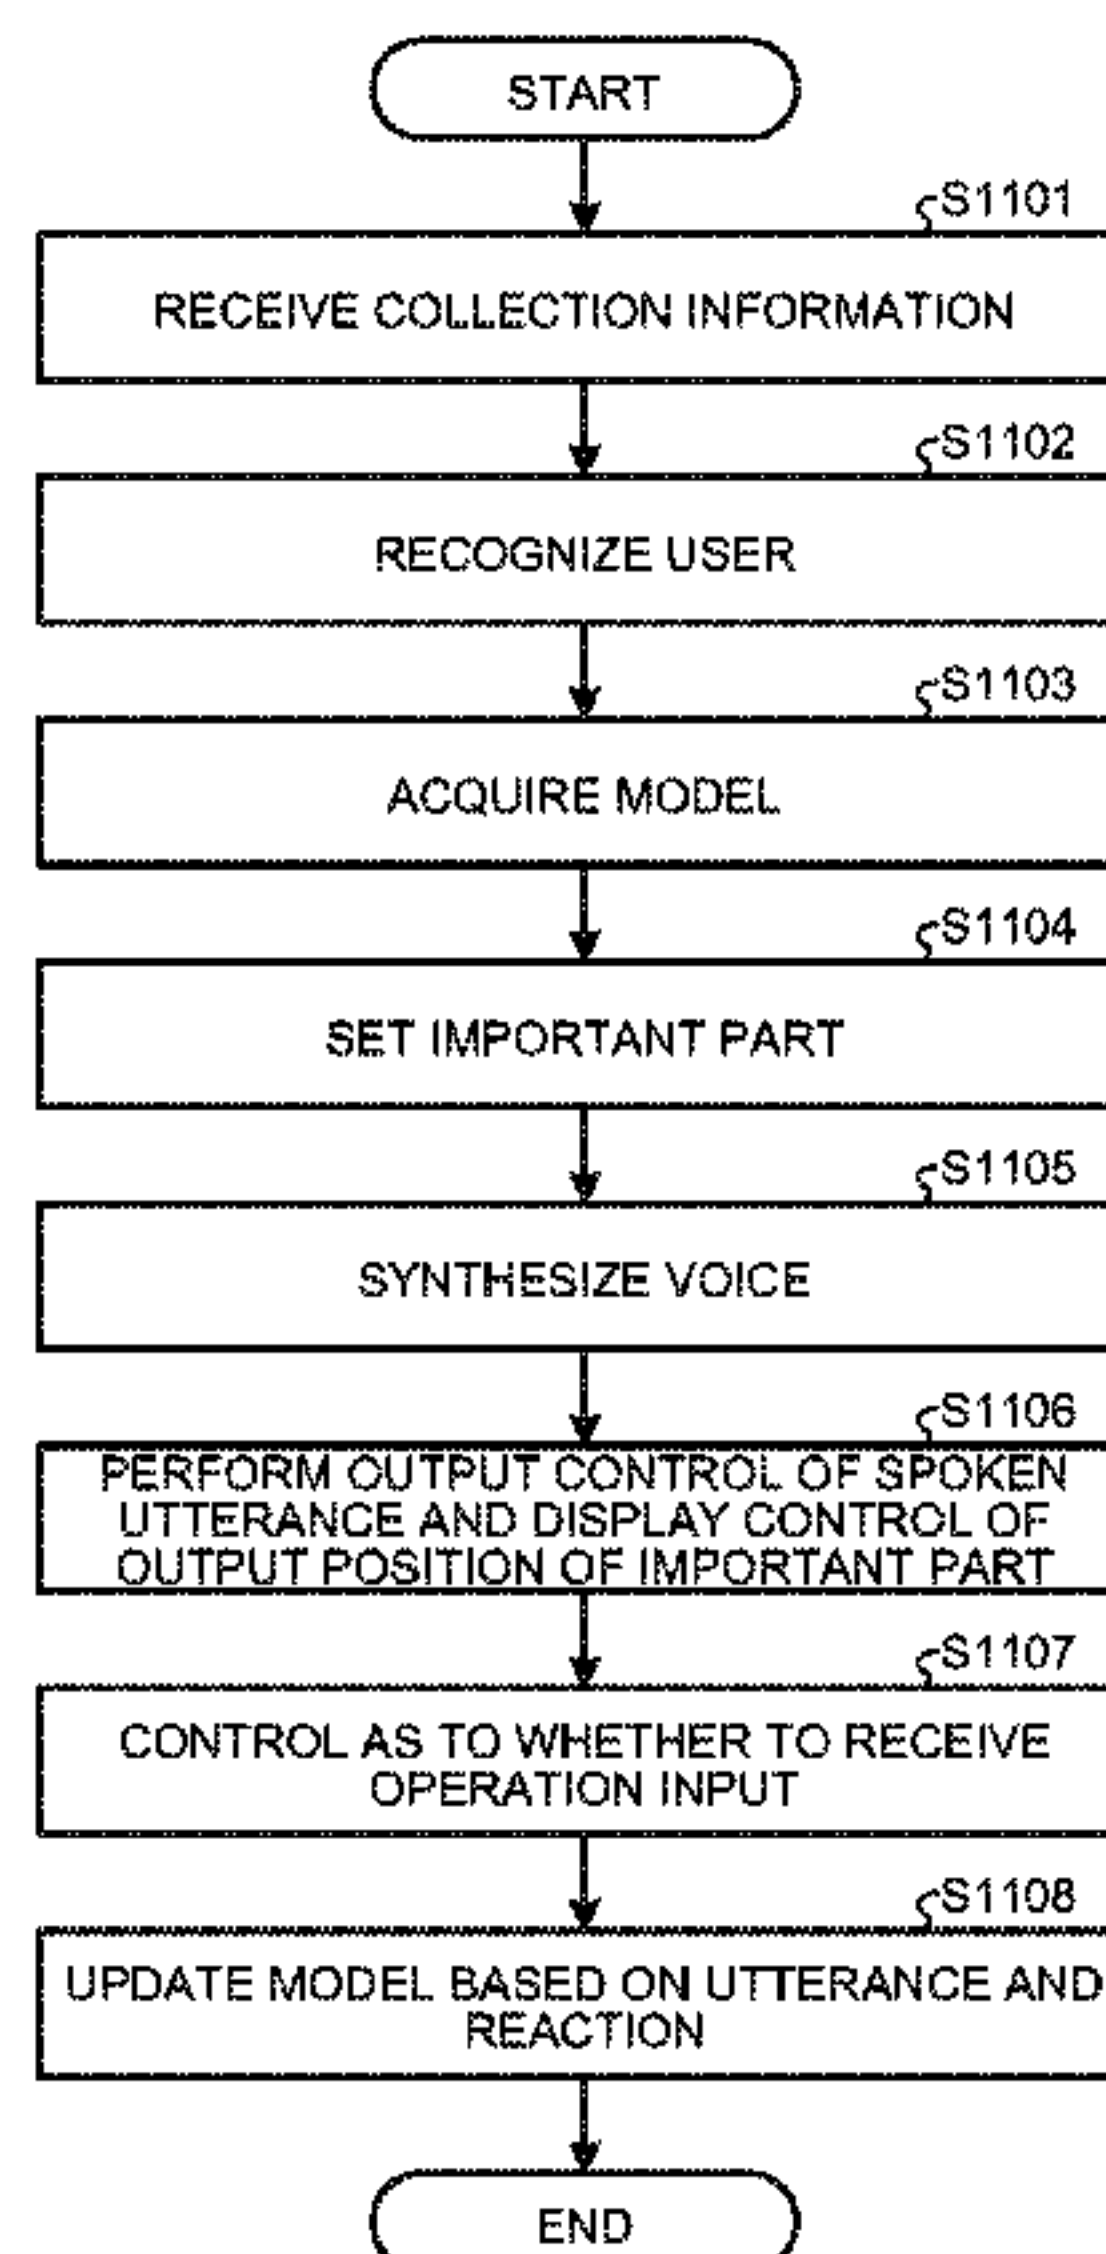 START
S1101
RECEIVE COLLECTION INFORMATION
S1102
RECOGNIZE USER
S1103
ACQUIRE MODEL
S1104
SET IMPORTANT PART
S1105
SYNTHESIZE VOICE
S1106
PERFORM OUTPUT CONTROL OF SPOKEN
UTTERANCE AND DISPLAY CONTROL OF
OUTPUT POSITION OF IMPORTANT PART
S1107
CONTROL AS TO WHETHER TO RECEIVE
OPERATION INPUT
S1108
UPDATE MODEL BASED ON UTTERANCE AND
REACTION
END